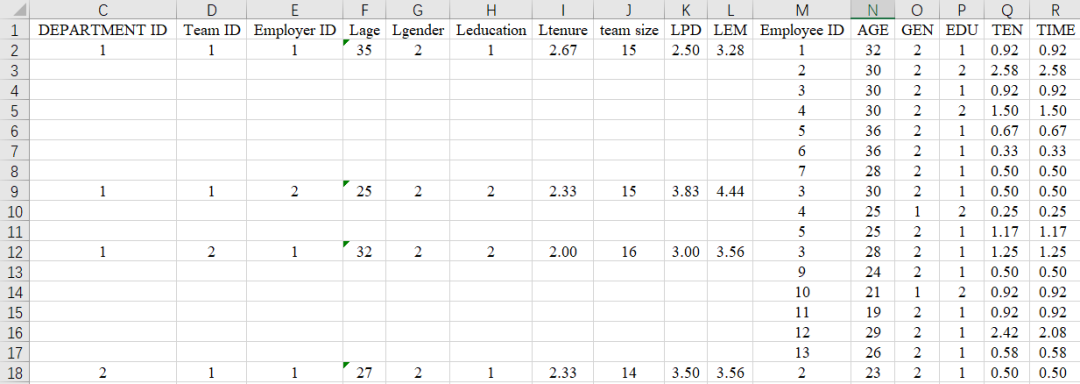 C D E F G H I J K L M N O P Q R
1 DEPARTMENT ID Team ID Employer ID Lage Lgender Leducation Ltenure team size LPD LEM Employee ID AGE GEN EDU TEN TIME
2 1 1 1 35 2 1 2.67 15 2.50 3.28 1 32 2 1 0.92 0.92
3 2 30 2 2 2.58 2.58
4 3 30 2 1 0.92 0.92
5 4 30 2 2 1.50 1.50
6 5 36 2 1 0.67 0.67
7 6 36 2 1 0.33 0.33
8 7 28 2 1 0.50 0.50
9 1 1 2 25 2 2 2.33 15 3.83 4.44 3 30 2 1 0.50 0.50
10 4 25 1 2 0.25 0.25
11 5 25 2 1 1.17 1.17
12 1 2 1 32 2 2 2.00 16 3.00 3.56 3 28 2 1 1.25 1.25
13 9 24 2 1 0.50 0.50
14 10 21 1 2 0.92 0.92
15 11 19 2 1 0.92 0.92
16 12 29 2 1 2.42 2.08
17 13 26 2 1 0.58 0.58
18 2 1 1 27 2 1 2.33 14 3.50 3.56 2 23 2 1 0.50 0.50